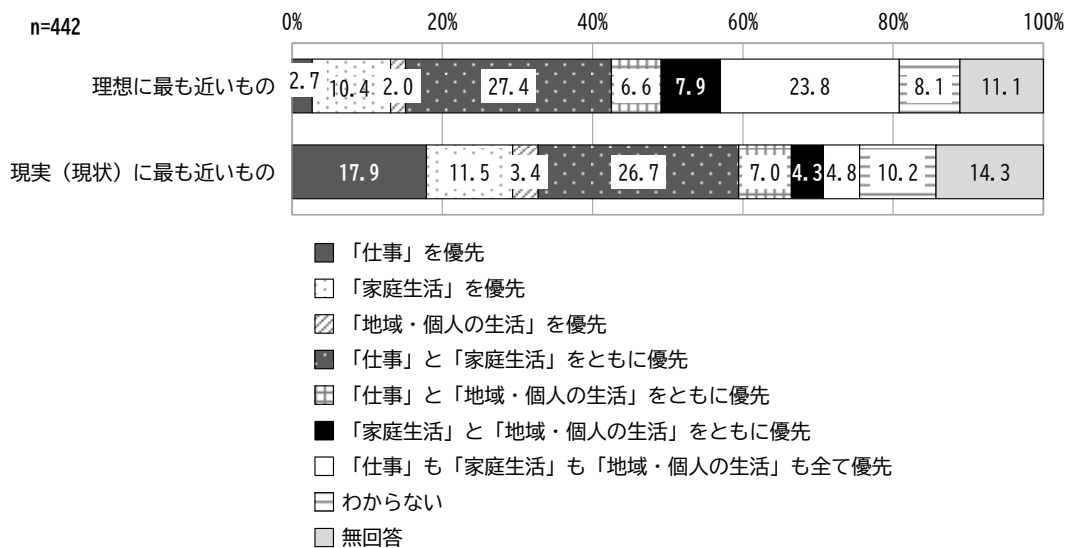 n=442
0% 20% 40% 60% 80% 100%
理想に最も近いもの 2.7 10.4 2.0 27.4 6.6 7.9 23.8 8.1 11.1
現実（現状）に最も近いもの 17.9 11.5 3.4 26.7 7.0 4.3 4.8 10.2 14.3
「仕事」を優先
「家庭生活」を優先
「地域・個人の生活」を優先
「仕事」と「家庭生活」をともに優先
「仕事」と「地域・個人の生活」をともに優先
「家庭生活」と「地域・個人の生活」をともに優先
「仕事」も「家庭生活」も「地域・個人の生活」も全て優先
わからない
無回答